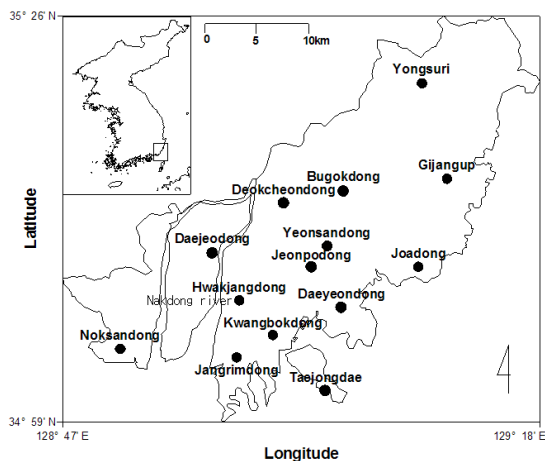 35° 26' N
0 5 10km
Yongsuri
Gijangup
Bugokdong
Deokcheondong
Yeonsandong
Daejeodong
Jeonpodong
Joadong
Hwakjangdong
Nakdong river
Daeyeondong
Kwangbokdong
Noksandong
Jangrimdong
Taejongdae
Latitude
34° 59' N
128° 47' E
129° 18' E
Longitude